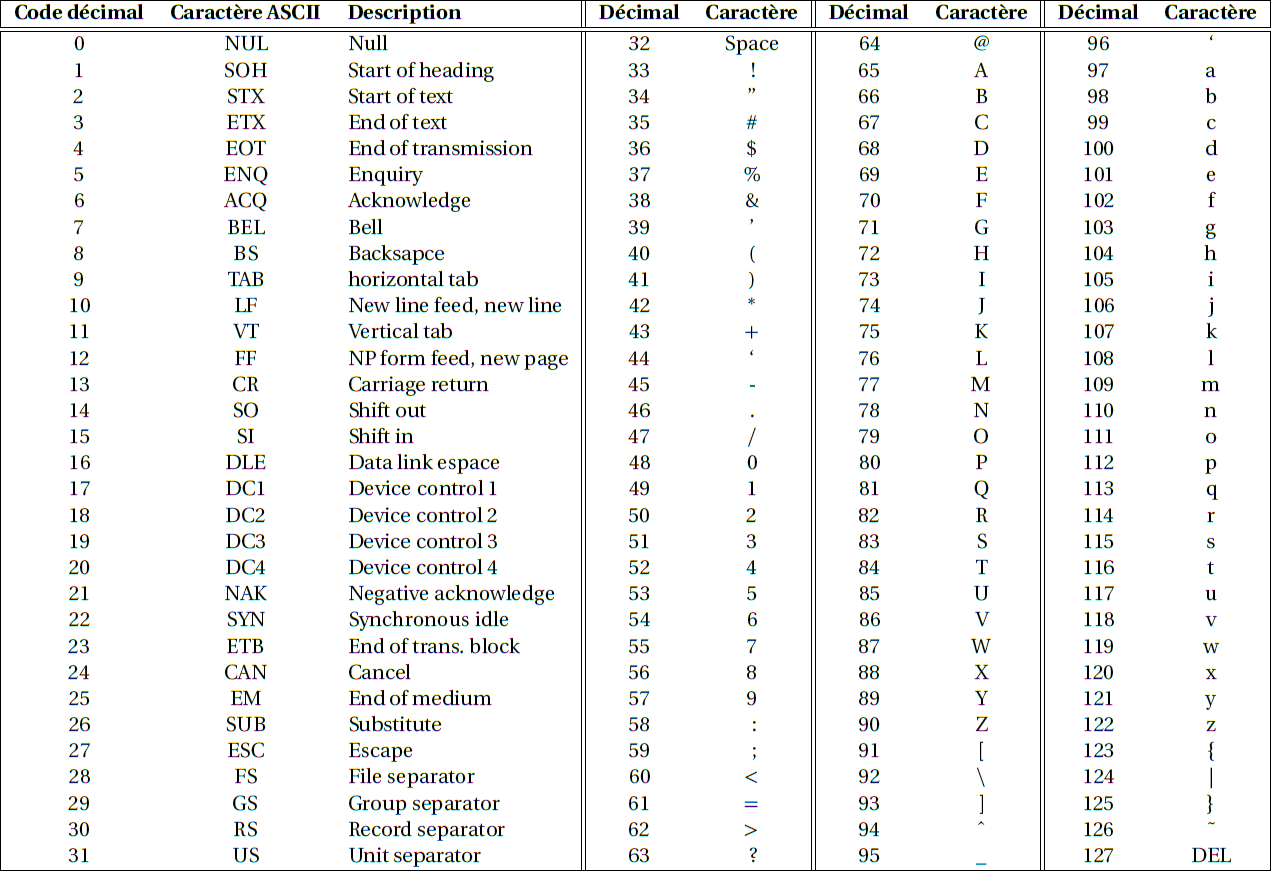 Code décimal Caractère ASCII Description Décimal Caractère Décimal Caractère Décimal Caractère
0 NUL Null 32 Space 64 @ 96 ‘
1 SOH Start of heading 33 ! 65 A 97 a
2 STX Start of text 34 ” 66 B 98 b
3 ETX End of text 35 # 67 C 99 c
4 EOT End of transmission 36 $ 68 D 100 d
5 ENQ Enquiry 37 % 69 E 101 e
6 ACQ Acknowledge 38 & 70 F 102 f
7 BEL Bell 39 ’ 71 G 103 g
8 BS Backsapce 40 ( 72 H 104 h
9 TAB horizontal tab 41 ) 73 I 105 i
10 LF New line feed, new line 42 * 74 J 106 j
11 VT Vertical tab 43 + 75 K 107 k
12 FF NP form feed, new page 44 ‘ 76 L 108 l
13 CR Carriage return 45 - 77 M 109 m
14 SO Shift out 46 . 78 N 110 n
15 SI Shift in 47 / 79 O 111 o
16 DLE Data link espace 48 0 80 P 112 p
17 DC1 Device control 1 49 1 81 Q 113 q
18 DC2 Device control 2 50 2 82 R 114 r
19 DC3 Device control 3 51 3 83 S 115 s
20 DC4 Device control 4 52 4 84 T 116 t
21 NAK Negative acknowledge 53 5 85 U 117 u
22 SYN Synchronous idle 54 6 86 V 118 v
23 ETB End of trans. block 55 7 87 W 119 w
24 CAN Cancel 56 8 88 X 120 x
25 EM End of medium 57 9 89 Y 121 y
26 SUB Substitute 58 : 90 Z 122 z
27 ESC Escape 59 ; 91 [ 123 {
28 FS File separator 60 < 92 \ 124 |
29 GS Group separator 61 = 93 ] 125 }
30 RS Record separator 62 > 94 ˆ 126 ˜
31 US Unit separator 63 ? 95 _ 127 DEL